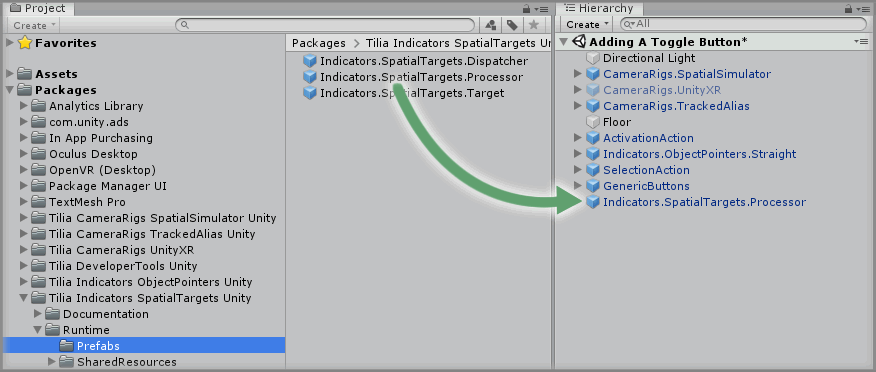 Project
Create
Favorites
Assets
Packages
Analytics Library
com.unity.ads
In App Purchasing
Oculus Desktop
OpenVR (Desktop)
Package Manager UI
TextMesh Pro
Tilia CameraRigs SpatialSimulator Unity
Tilia CameraRigs TrackedAlias Unity
Tilia CameraRigs UnityXR
Tilia DeveloperTools Unity
Tilia Indicators ObjectPointers Unity
Tilia Indicators SpatialTargets Unity
Documentation
Runtime
Prefabs
SharedResources
Packages > Tilia Indicators SpatialTargets Un
Indicators.SpatialTargets.Dispatcher
Indicators.SpatialTargets.Processor
Indicators.SpatialTargets.Target
Hierarchy
Create All
Adding A Toggle Button*
Directional Light
CameraRigs.SpatialSimulator
CameraRigs.UnityXR
CameraRigs.TrackedAlias
Floor
ActivationAction
Indicators.ObjectPointers.Straight
SelectionAction
GenericButtons
Indicators.SpatialTargets.Processor